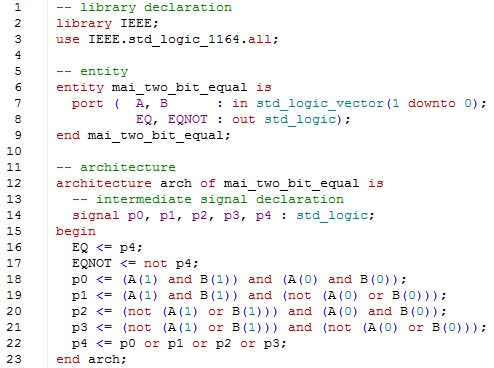 1 -- library declaration
2 library IEEE;
3 use IEEE.std_logic_1164.all;
4
5 -- entity
6 entity mai_two_bit_equal is
7   port (  A, B      : in std_logic_vector(1 downto 0);
8           EQ, EQNOT : out std_logic);
9 end mai_two_bit_equal;
10
11 -- architecture
12 architecture arch of mai_two_bit_equal is
13   -- intermediate signal declaration
14   signal p0, p1, p2, p3, p4 : std_logic;
15 begin
16   EQ <= p4;
17   EQNOT <= not p4;
18   p0 <= (A(1) and B(1)) and (A(0) and B(0));
19   p1 <= (A(1) and B(1)) and (not (A(0) or B(0)));
20   p2 <= (not (A(1) or B(1))) and (A(0) and B(0));
21   p3 <= (not (A(1) or B(1))) and (not (A(0) or B(0)));
22   p4 <= p0 or p1 or p2 or p3;
23 end arch;